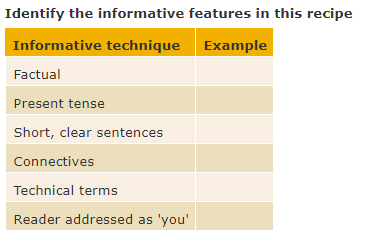 Identify the informative features in this recipe
Informative technique Example
Factual
Present tense
Short, clear sentences
Connectives
Technical terms
Reader addressed as 'you'